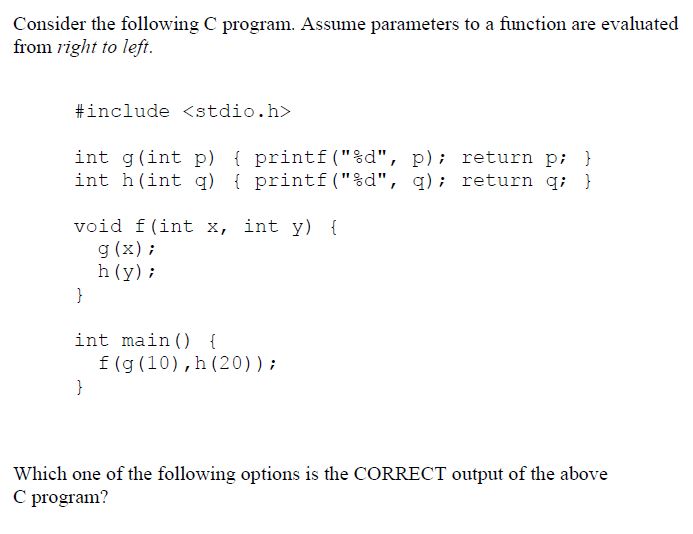 Consider the following C program. Assume parameters to a function are evaluated
from right to left.
#include <stdio.h>
int g(int p) { printf("%d", p); return p; }
int h(int q) { printf("%d", q); return q; }
void f(int x, int y) {
g(x);
h(y);
}
int main() {
f(g(10),h(20));
}
Which one of the following options is the CORRECT output of the above
C program?